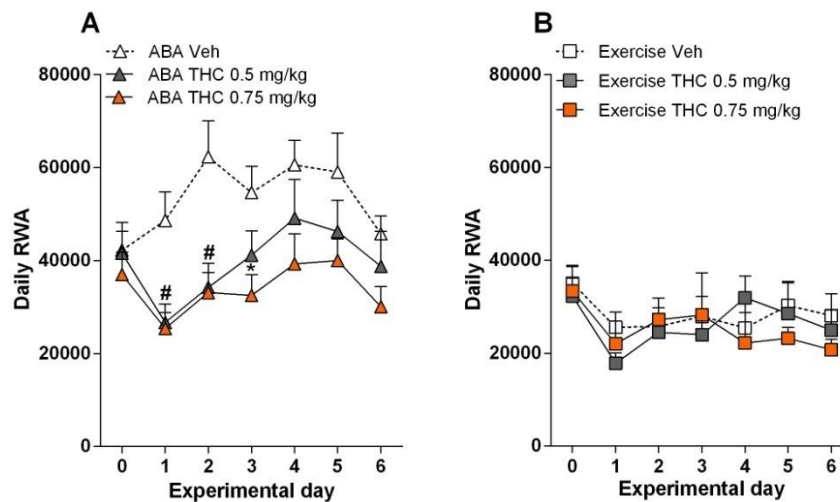 A
ABA Veh
ABA THC 0.5 mg/kg
ABA THC 0.75 mg/kg
80000
60000
40000
20000
0
Daily RWA
#
#
*
0 1 2 3 4 5 6
Experimental day
B
Exercise Veh
Exercise THC 0.5 mg/kg
Exercise THC 0.75 mg/kg
80000
60000
40000
20000
0
Daily RWA
0 1 2 3 4 5 6
Experimental day